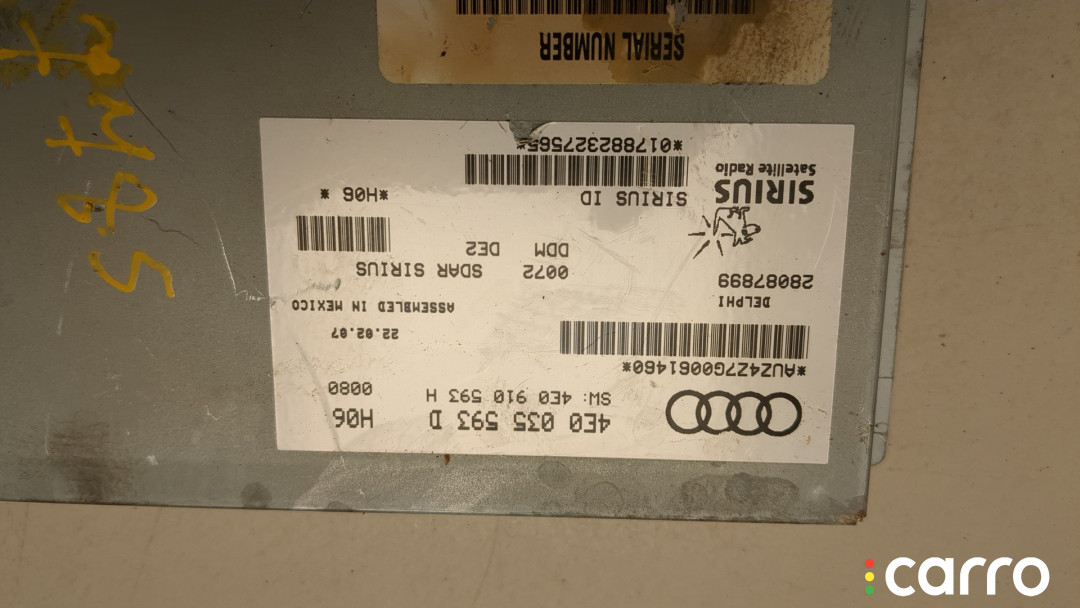 4E0 035 593 D H06
SW: 4E0 910 593 H 0080
*AUZ4Z7G0061460*
DELPHI
28087899
22.02.07
ASSEMBLED IN MEXICO
0072 SDAR SIRIUS
DDM DE2
*H06 *
SIRIUS
Satellite Radio
SIRIUS ID
*017882327565*
SERIAL NUMBER
carro